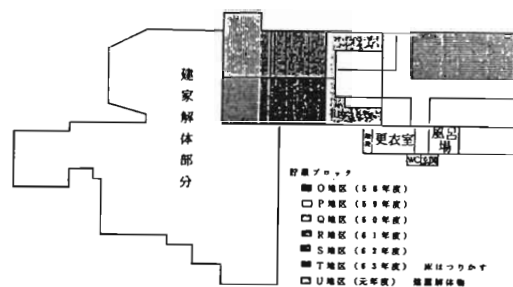 建家解体部分
更衣室
風呂場
WC
貯蔵ブロック
O地区 (58年度)
P地区 (59年度)
Q地区 (60年度)
R地区 (61年度)
S地区 (62年度)
T地区 (63年度) 床はつりかす
U地区 (元年度) 建屋解体物